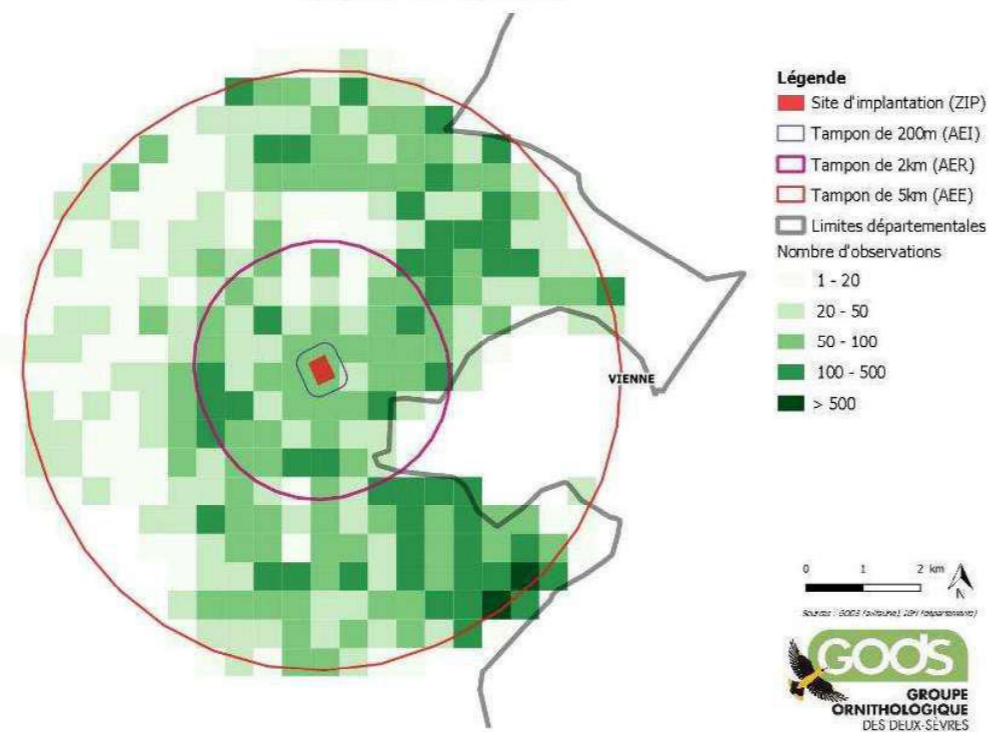 Légende
Site d'implantation (ZIP)
Tampon de 200m (AEI)
Tampon de 2km (AER)
Tampon de 5km (AEE)
Limites départementales
Nombre d'observations
1 - 20
20 - 50
50 - 100
100 - 500
> 500
VIENNE
0 1 2 km
N
GODS
GROUPE
ORNITHOLOGIQUE
DES DEUX-SÈVRES